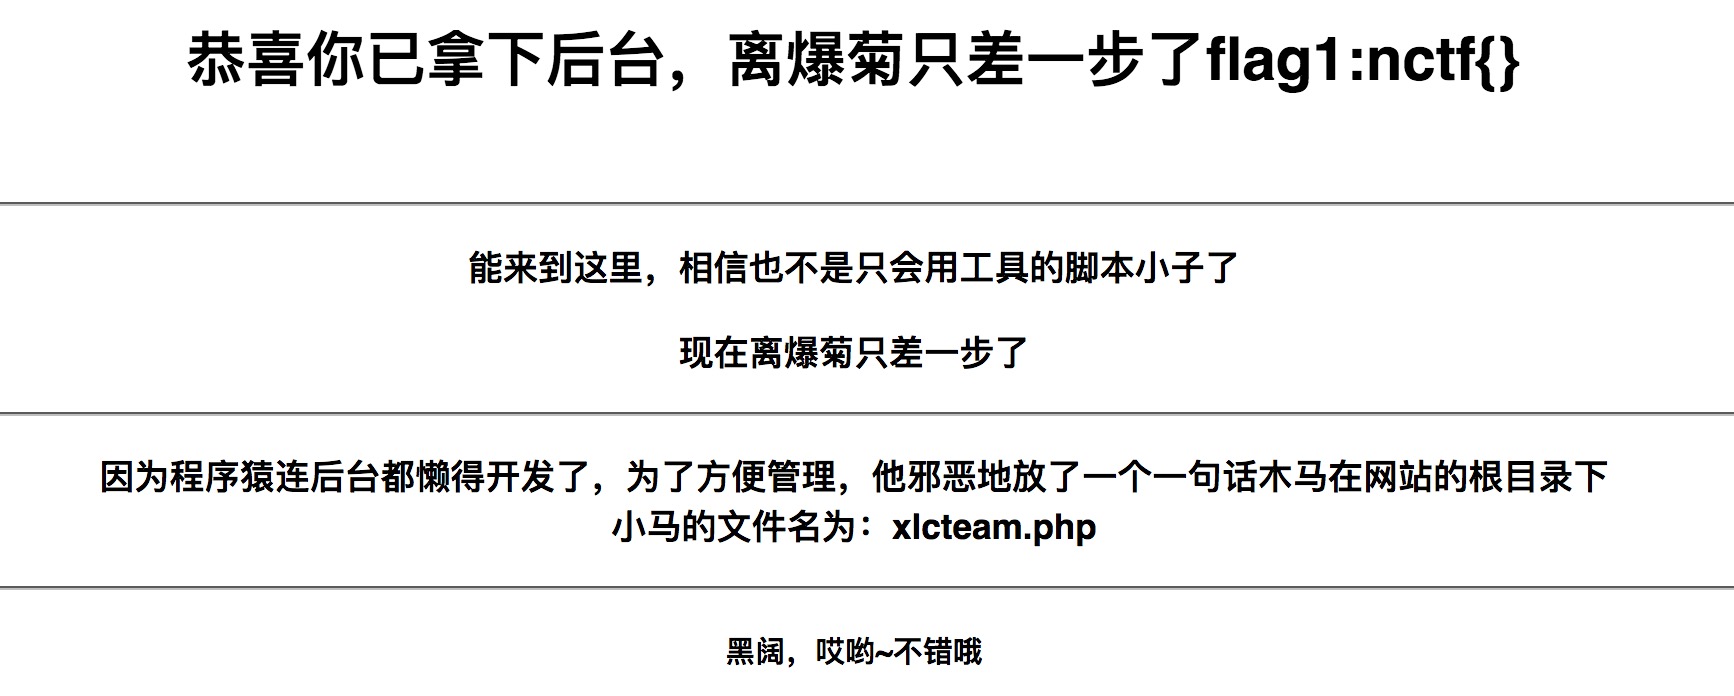 恭喜你已拿下后台，离爆菊只差一步了flag1:nctf{}
能来到这里，相信也不是只会用工具的脚本小子了
现在离爆菊只差一步了
因为程序猿连后台都懒得开发了，为了方便管理，他邪恶地放了一个一句话木马在网站的根目录下
小马的文件名为：xlcteam.php
黑阔，哎哟~不错哦